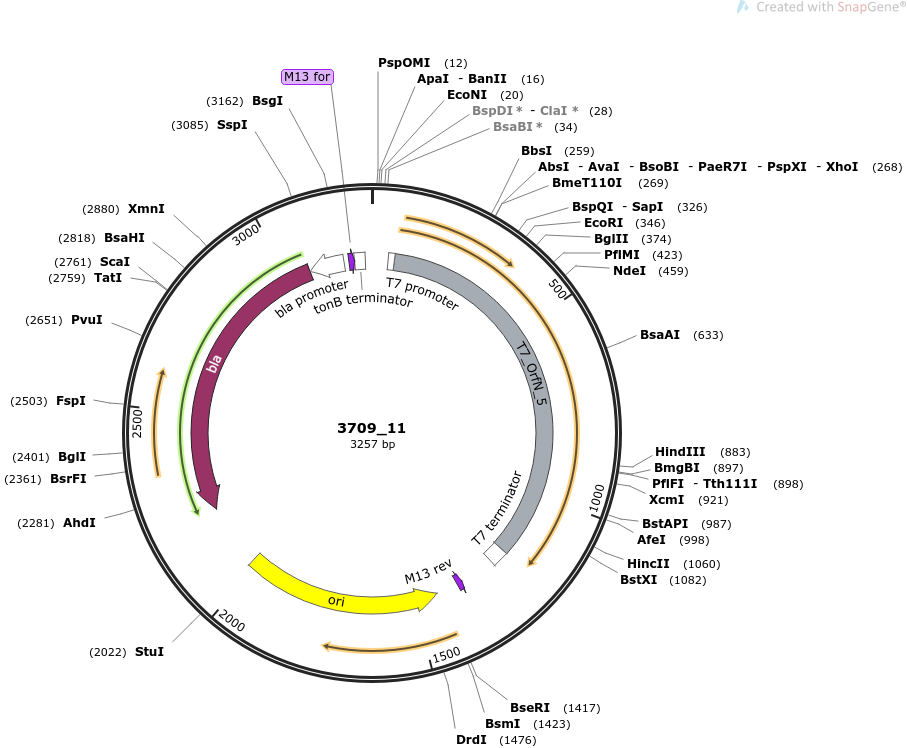 Created with SnapGene®
PspOMI (12)
M13 for
ApaI - BanII (16)
EcoNI (20)
(3162) BsgI
BspDI * - ClaI * (28)
(3085) SspI
BsaBI * (34)
BbsI (259)
AbsI - AvaI - BsoBI - PaeR7I - PspXI - XhoI (268)
BmeT110I (269)
(2880) XmnI
BspQI - SapI (326)
EcoRI (346)
(2818) BsaHI
BglII (374)
3000
PflMI (423)
(2761) ScaI
NdeI (459)
(2759) TatI
500
bla promoter
tonB terminator
T7 promoter
(2651) PvuI
BsaAI (633)
bla
T7_OrfN_5
(2503) FspI
2500
3709_11
3257 bp
(2401) BglI
HindIII (883)
BmgBI (897)
(2361) BsrFI
PflFI - Tth111I (898)
XcmI (921)
1000
T7 terminator
(2281) AhdI
BstAPI (987)
AfeI (998)
HincII (1060)
M13 rev
BstXI (1082)
ori
2000
(2022) StuI
1500
BseRI (1417)
BsmI (1423)
DrdI (1476)